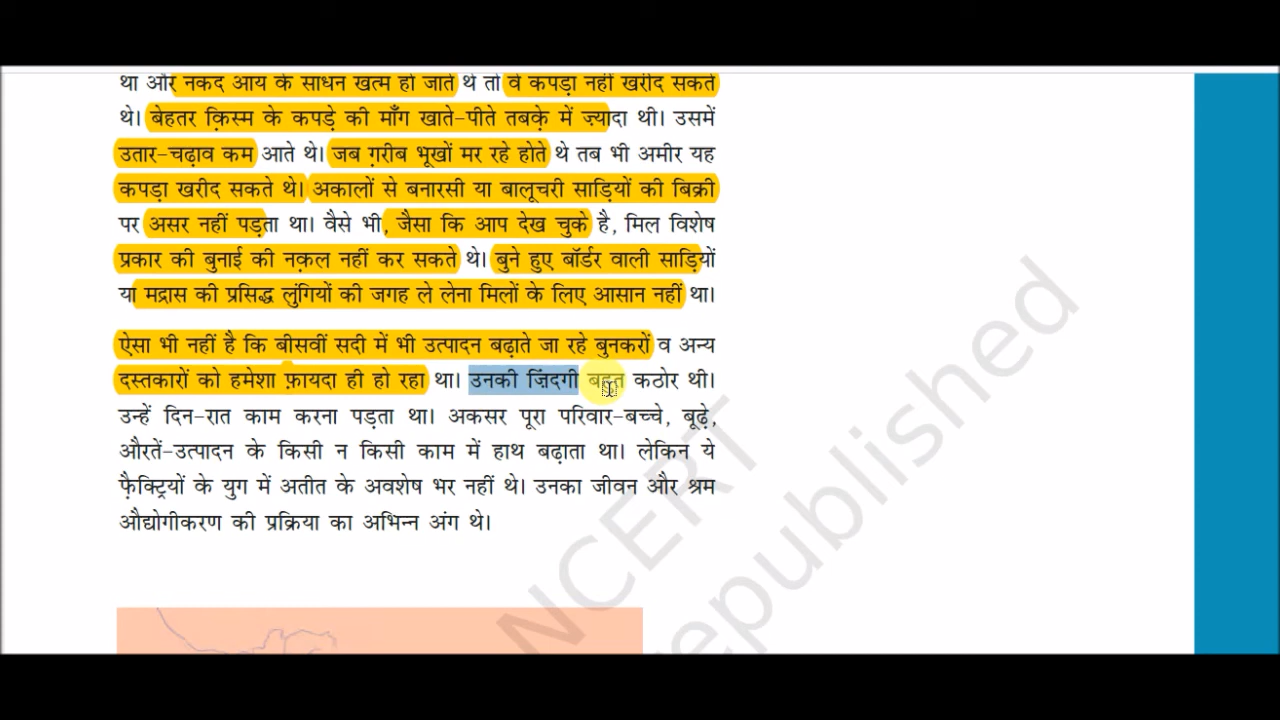 था और नकद आय के साधन खत्म हो जाते थे तो वे कपड़ा नहीं खरीद सकते
थे। बेहतर क़िस्म के कपड़े की माँग खाते-पीते तबक़े में ज़्यादा थी। उसमें
उतार-चढ़ाव कम आते थे। जब ग़रीब भूखों मर रहे होते थे तब भी अमीर यह
कपड़ा खरीद सकते थे। अकालों से बनारसी या बालूचरी साड़ियों की बिक्री
पर असर नहीं पड़ता था। वैसे भी, जैसा कि आप देख चुके है, मिल विशेष
प्रकार की बुनाई की नक़ल नहीं कर सकते थे। बुने हुए बॉर्डर वाली साड़ियों
या मद्रास की प्रसिद्ध लुंगियों की जगह ले लेना मिलों के लिए आसान नहीं था।
ऐसा भी नहीं है कि बीसवीं सदी में भी उत्पादन बढ़ाते जा रहे बुनकरों व अन्य
दस्तकारों को हमेशा फ़ायदा ही हो रहा था। उनकी ज़िंदगी बहुत कठोर थी।
उन्हें दिन-रात काम करना पड़ता था। अकसर पूरा परिवार-बच्चे, बूढ़े,
औरतें-उत्पादन के किसी न किसी काम में हाथ बढ़ाता था। लेकिन ये
फ़ैक्ट्रियों के युग में अतीत के अवशेष भर नहीं थे। उनका जीवन और श्रम
औद्योगीकरण की प्रक्रिया का अभिन्न अंग थे।
NCERT
republished